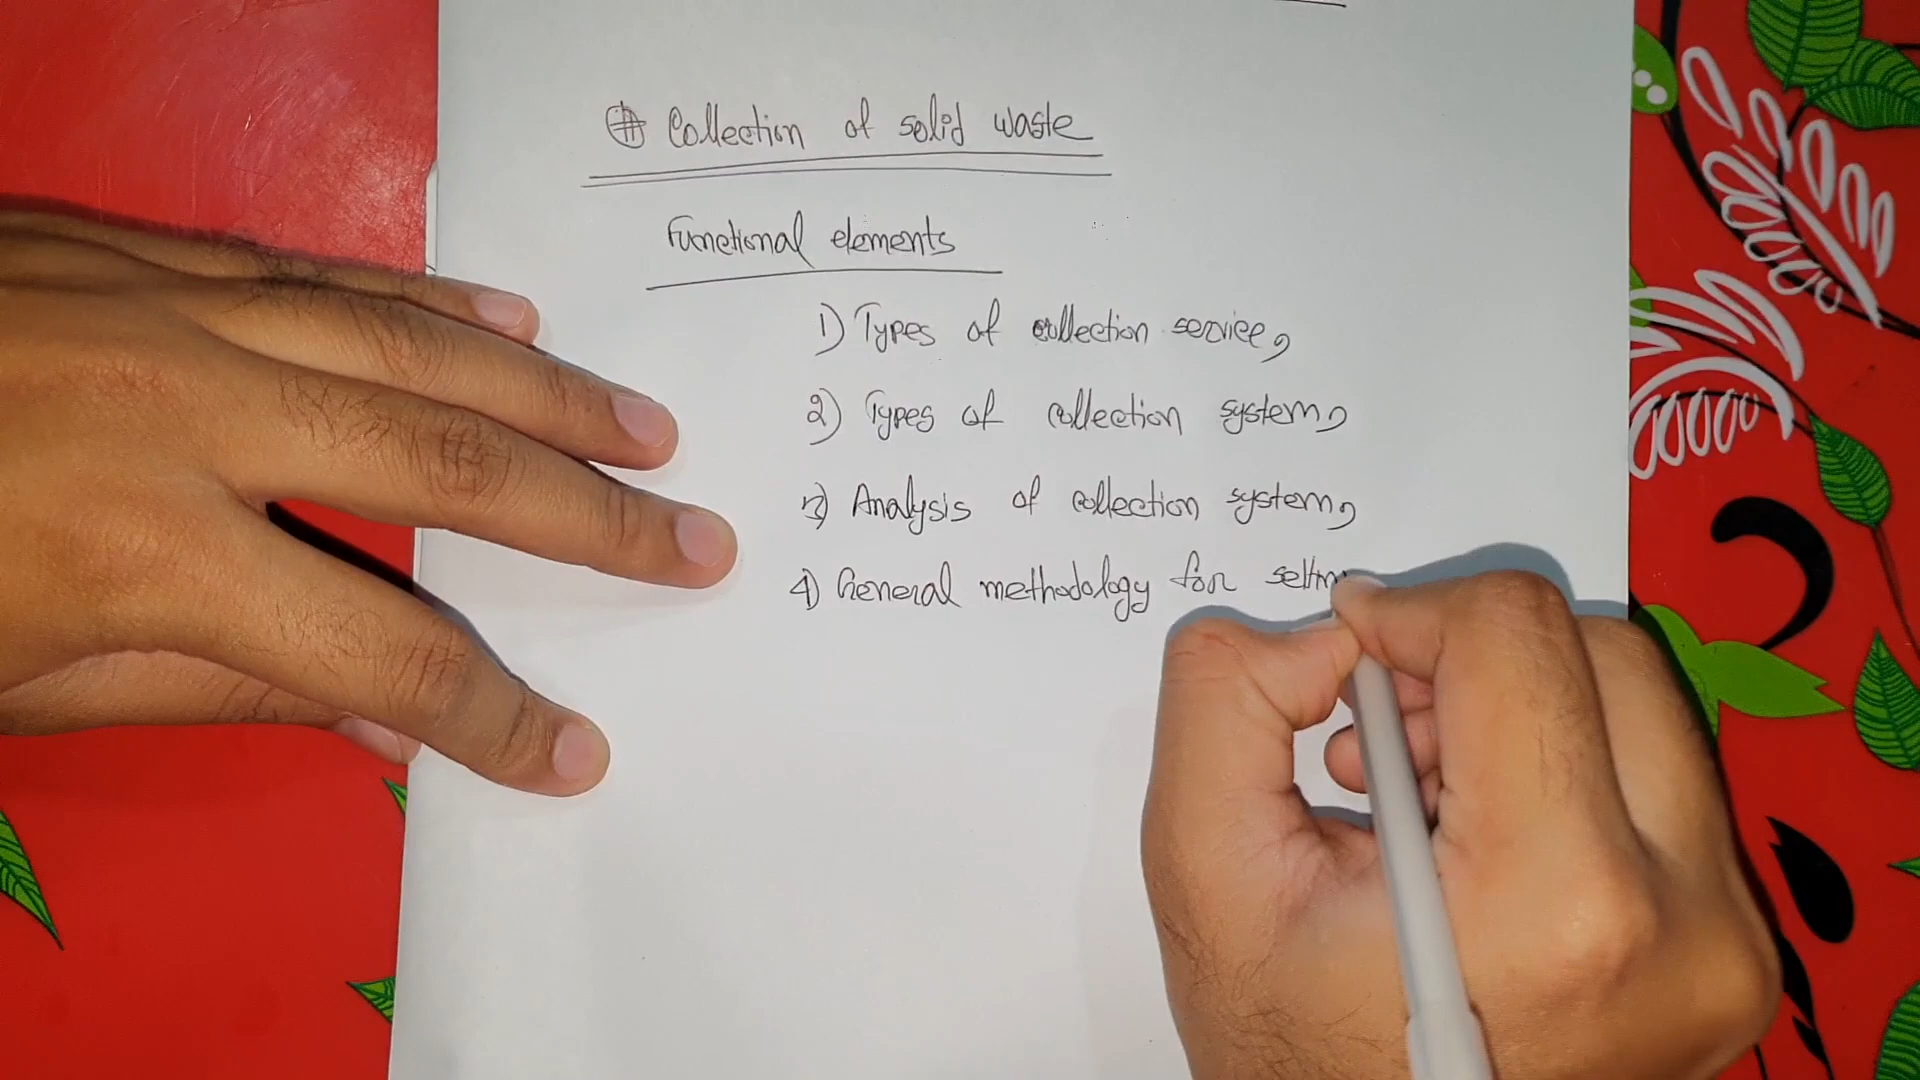 # Collection of solid waste
Functional elements
1) Types of collection service,
2) Types of collection system,
3) Analysis of collection system,
4) General methodology for settin